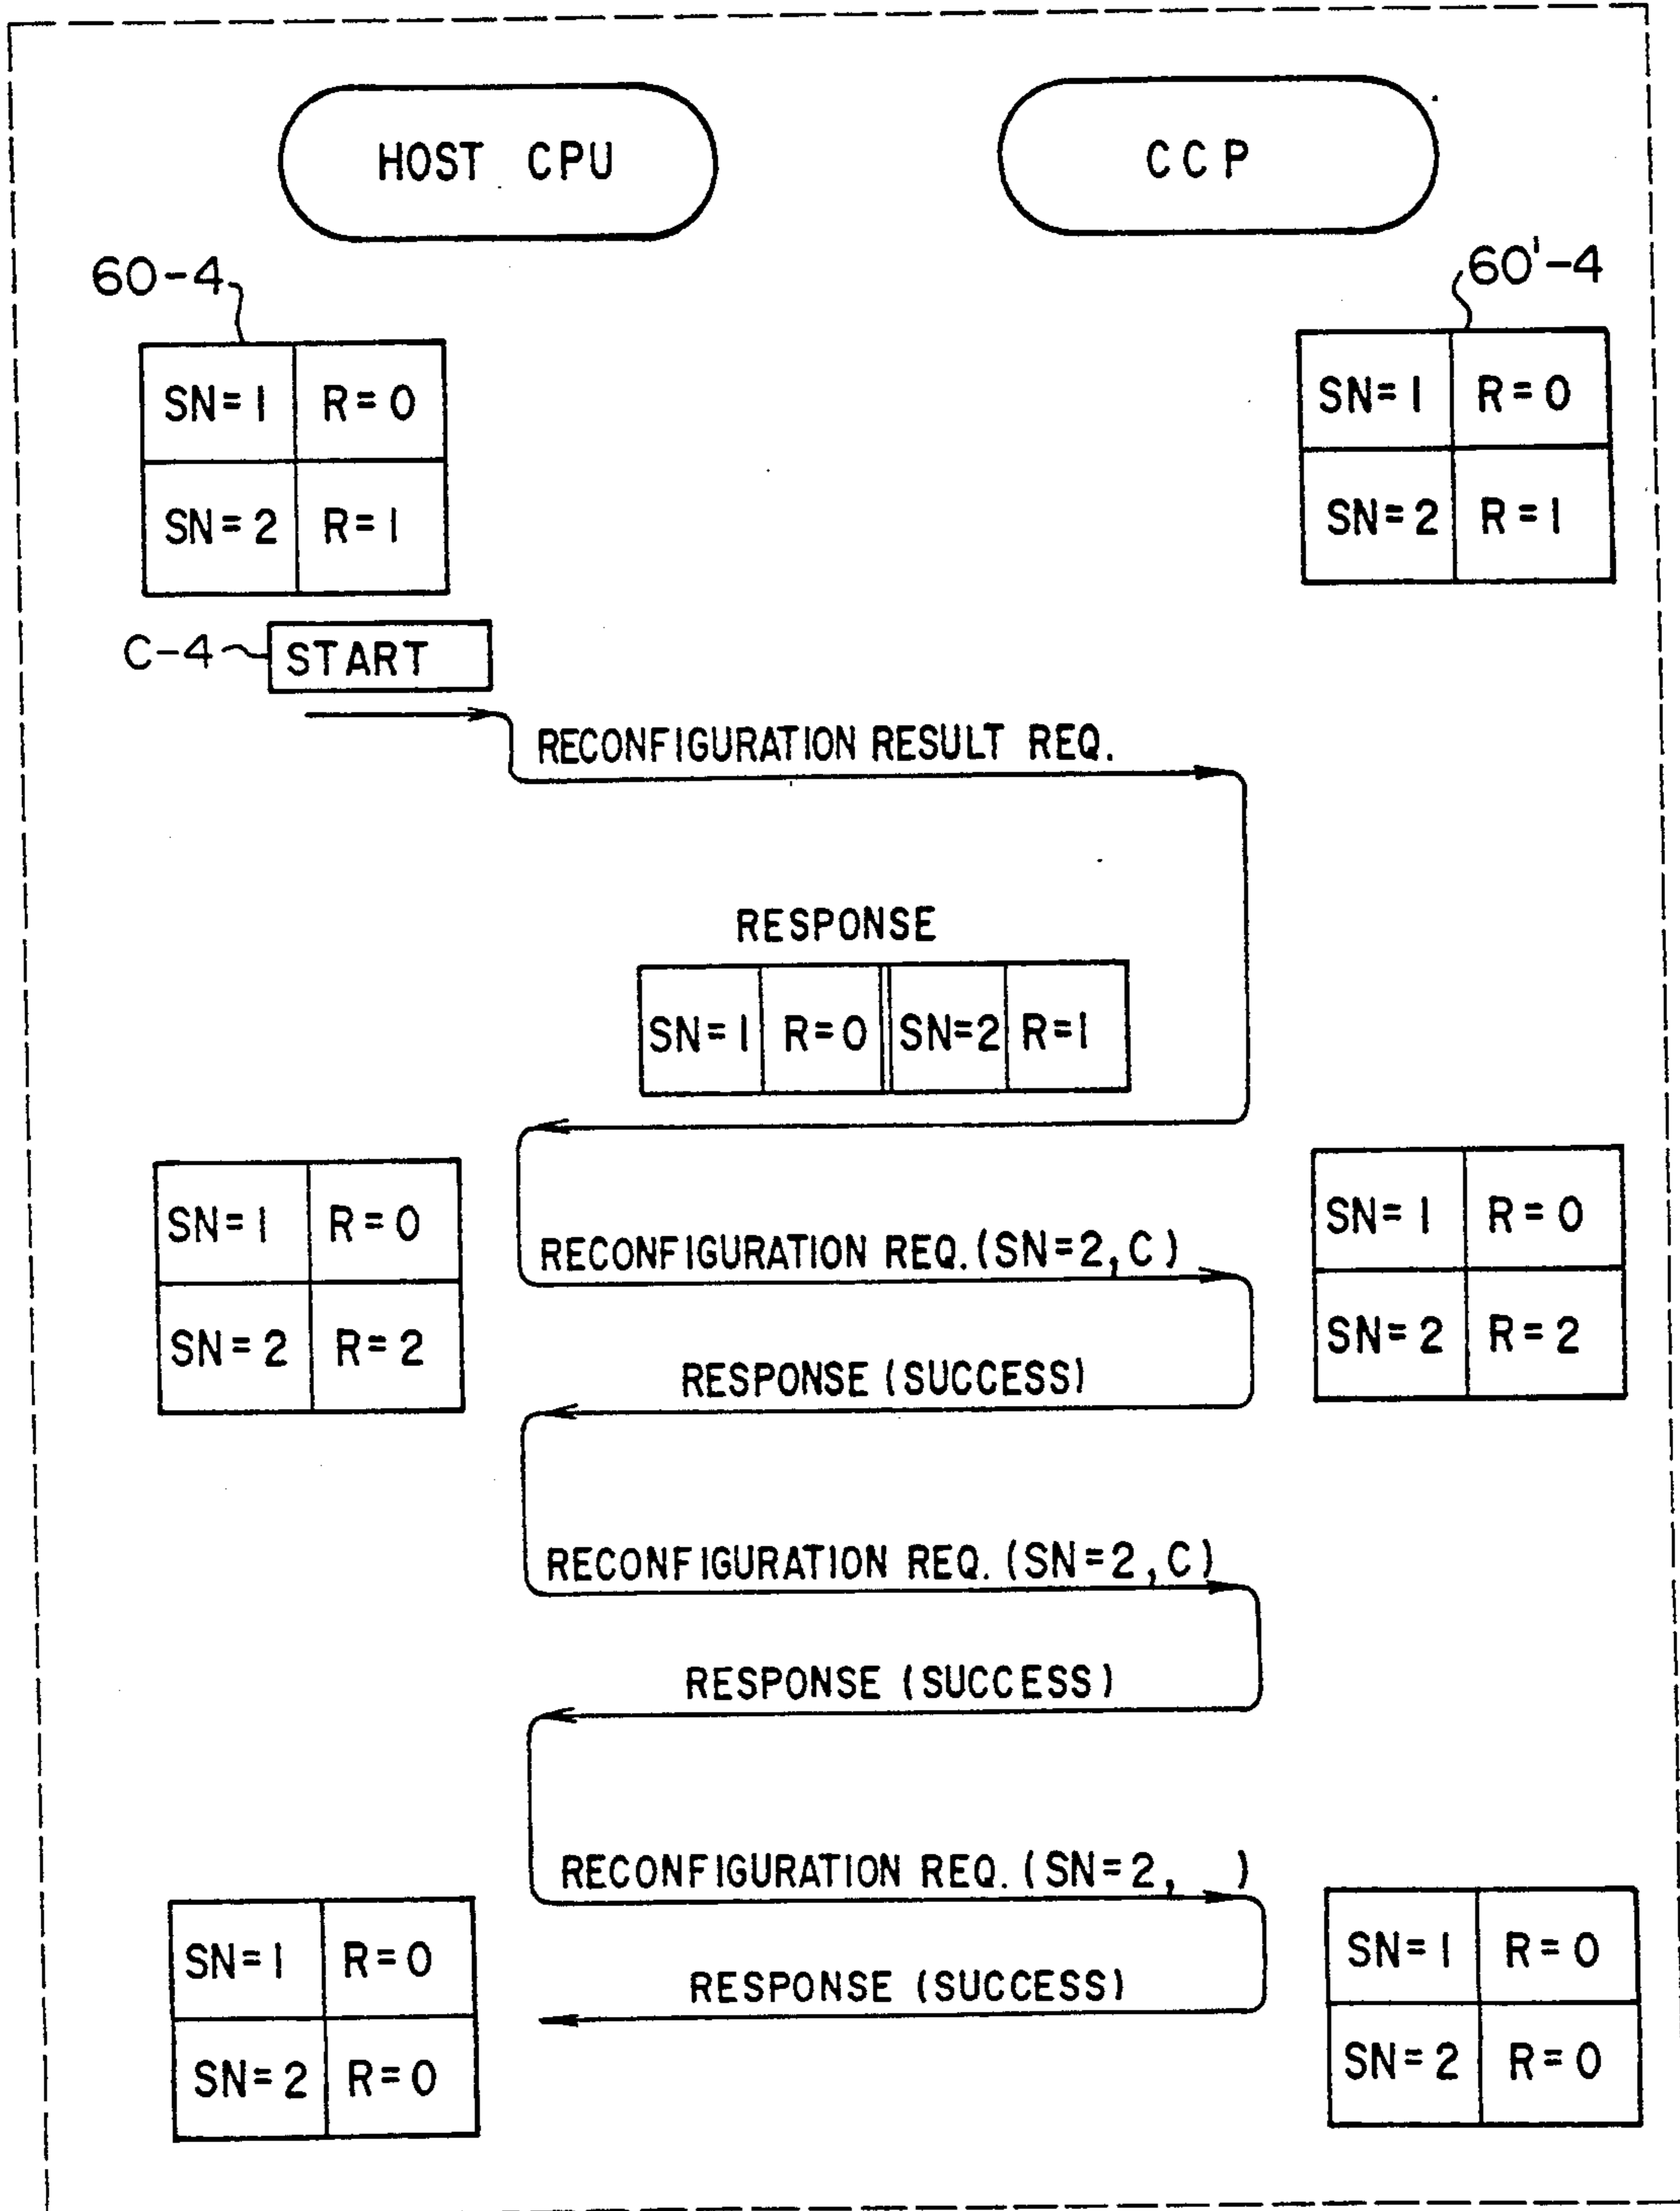 HOST CPU
CCP
60-4
60'-4
SN=1 R=0
SN=2 R=1
SN=1 R=0
SN=2 R=1
C-4
START
RECONFIGURATION RESULT REQ.
RESPONSE
SN=1 R=0 SN=2 R=1
SN=1 R=0
SN=2 R=2
SN=1 R=0
SN=2 R=2
RECONFIGURATION REQ. (SN=2, C)
RESPONSE (SUCCESS)
RECONFIGURATION REQ. (SN=2, C)
RESPONSE (SUCCESS)
RECONFIGURATION REQ. (SN=2, )
SN=1 R=0
SN=2 R=0
SN=1 R=0
SN=2 R=0
RESPONSE (SUCCESS)